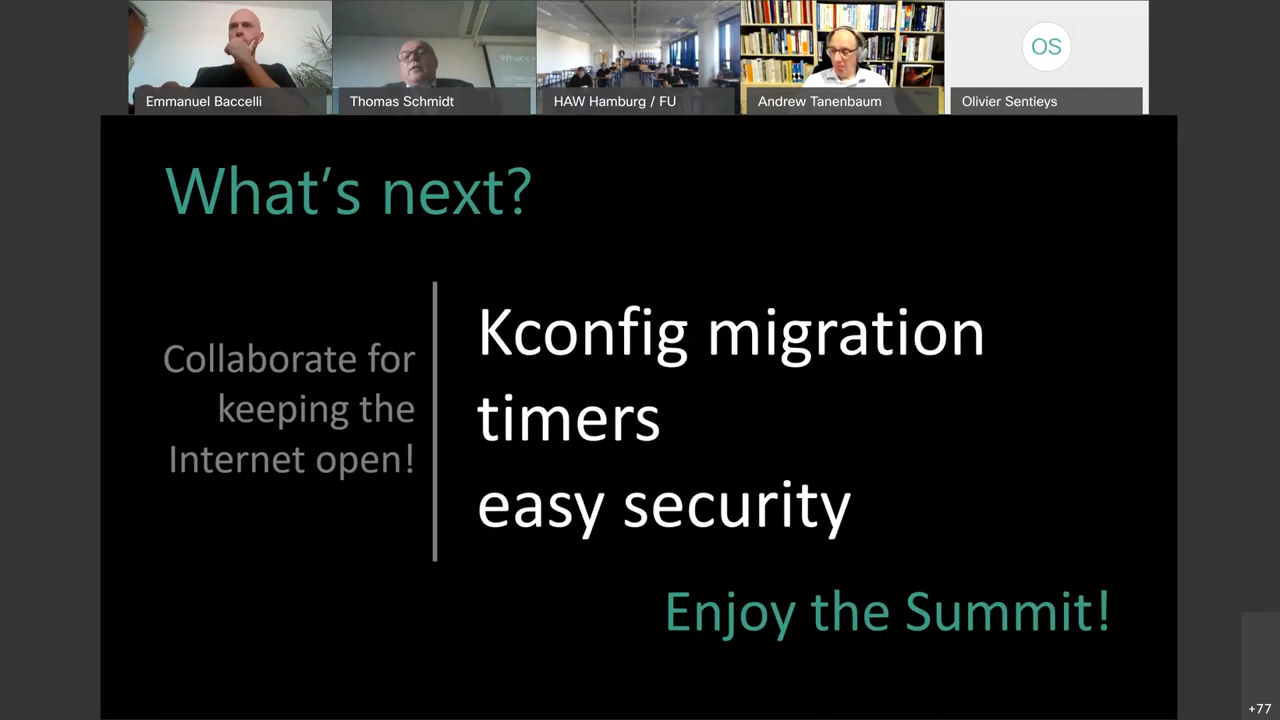 Emmanuel Baccelli
Thomas Schmidt
HAW Hamburg / FU
Andrew Tanenbaum
OS
Olivier Sentieys
What's next?
Collaborate for
keeping the
Internet open!
Kconfig migration
timers
easy security
Enjoy the Summit!
+77